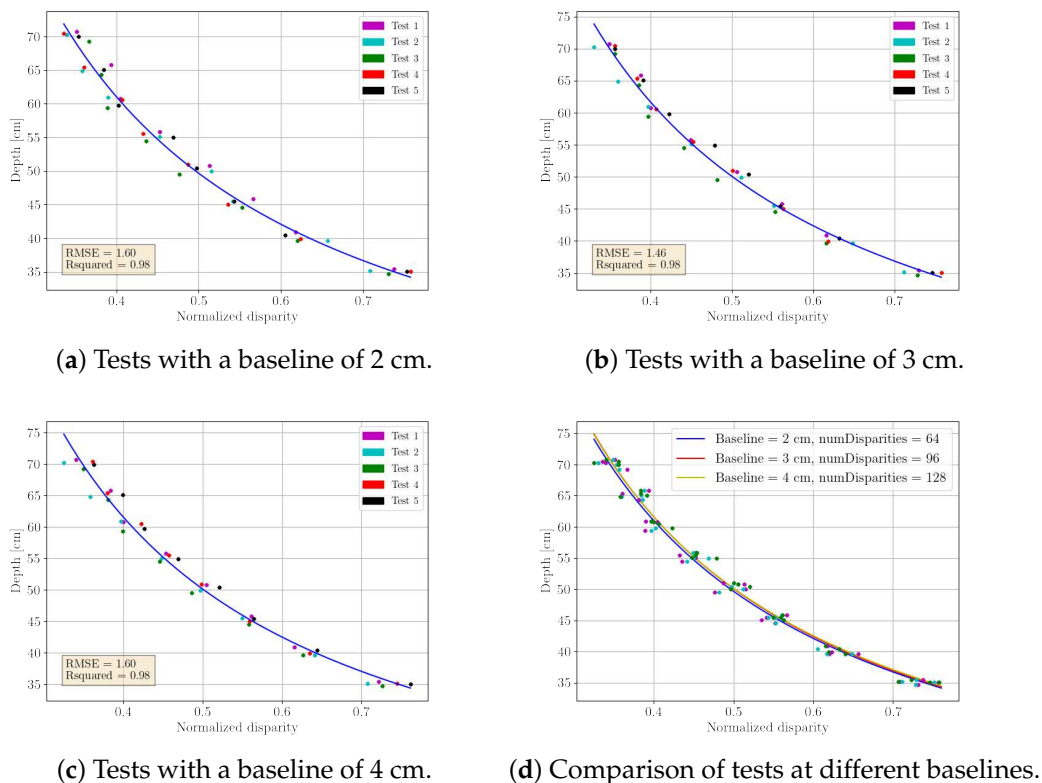 70
65
60
55
50
45
40
35
Depth [cm]
Test 1
Test 2
Test 3
Test 4
Test 5
RMSE = 1.60
Rsquared = 0.98
0.4
0.5
0.6
0.7
Normalized disparity
(a) Tests with a baseline of 2 cm.
75
70
65
60
55
50
45
40
35
Depth [cm]
Test 1
Test 2
Test 3
Test 4
Test 5
RMSE = 1.46
Rsquared = 0.98
0.4
0.5
0.6
0.7
Normalized disparity
(b) Tests with a baseline of 3 cm.
75
70
65
60
55
50
45
40
35
Depth [cm]
Test 1
Test 2
Test 3
Test 4
Test 5
RMSE = 1.60
Rsquared = 0.98
0.4
0.5
0.6
0.7
Normalized disparity
(c) Tests with a baseline of 4 cm.
75
70
65
60
55
50
45
40
35
Depth [cm]
Baseline = 2 cm, numDisparities = 64
Baseline = 3 cm, numDisparities = 96
Baseline = 4 cm, numDisparities = 128
0.4
0.5
0.6
0.7
Normalized disparity
(d) Comparison of tests at different baselines.